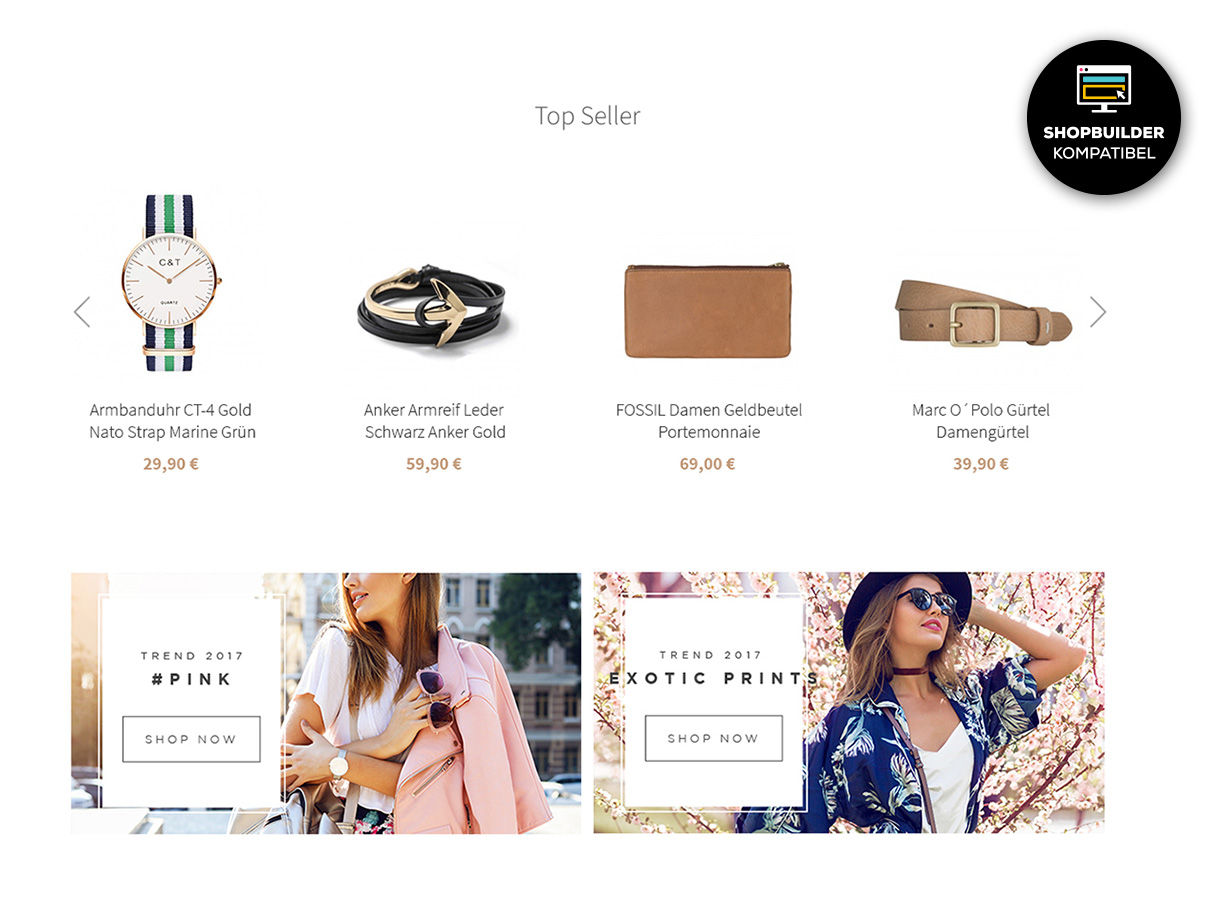 SHOPBUILDER
KOMPATIBEL
Top Seller
C&T
QUARTZ
Armbanduhr CT-4 Gold
Nato Strap Marine Grün
29,90 €
Anker Armreif Leder
Schwarz Anker Gold
59,90 €
FOSSIL Damen Geldbeutel
Portemonnaie
69,00 €
Marc O´Polo Gürtel
Damengürtel
39,90 €
TREND 2017
#PINK
SHOP NOW
TREND 2017
EXOTIC PRINTS
SHOP NOW